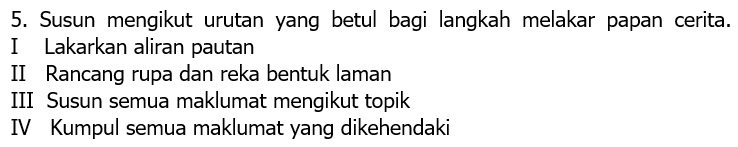 5. Susun mengikut urutan yang betul bagi langkah melakar papan cerita.
I Lakarkan aliran pautan
II Rancang rupa dan reka bentuk laman
III Susun semua maklumat mengikut topik
IV Kumpul semua maklumat yang dikehendaki